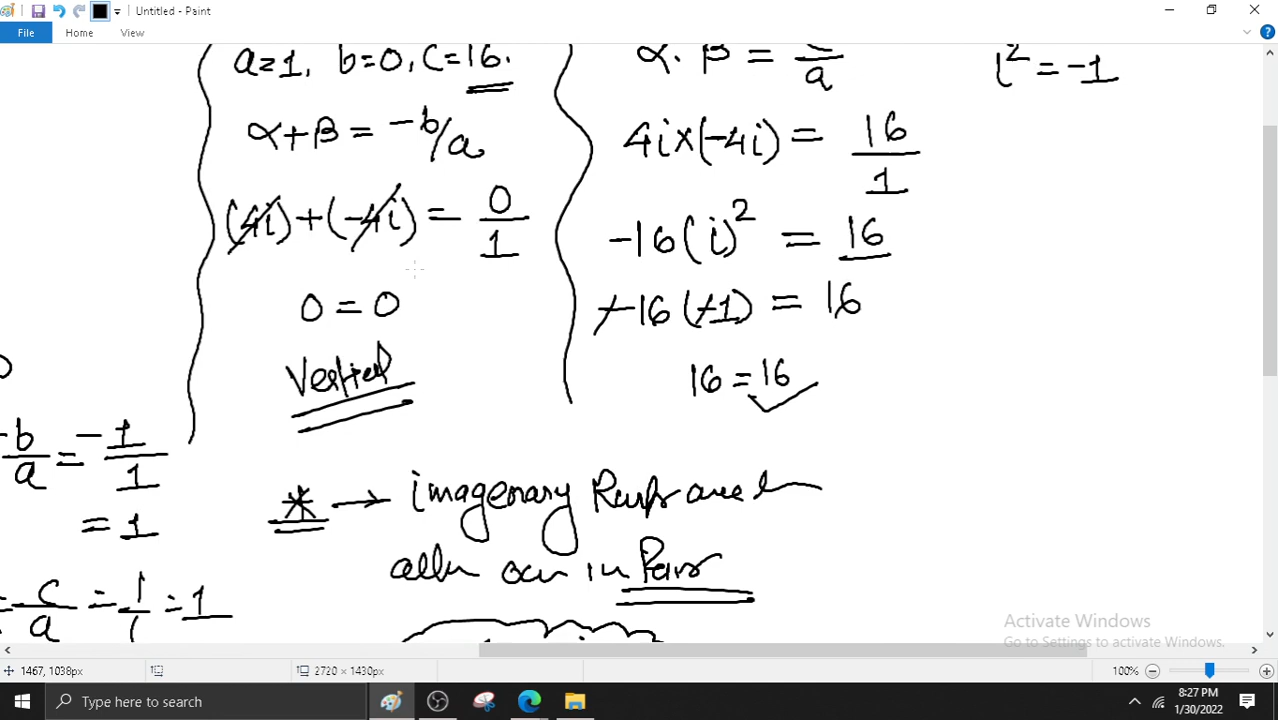 Untitled - Paint
File Home View
a=1, b=0, C=16.
α+β = -b/a
(4i)+(-4i) = 0/1
0 = 0
α. β = c/a
4i×(-4i) = 16/1
-16(i)² = 16
-16(-1) = 16
16 = 16
i² = -1
-b/a = -1/1
= 1
= c/a = 1/1 = 1
* → imagenary are
in Pairs
Activate Windows
Go to Settings to activate Windows.
1467, 1038px
2720 × 1430px
100%
Type here to search
8:27 PM
1/30/2022